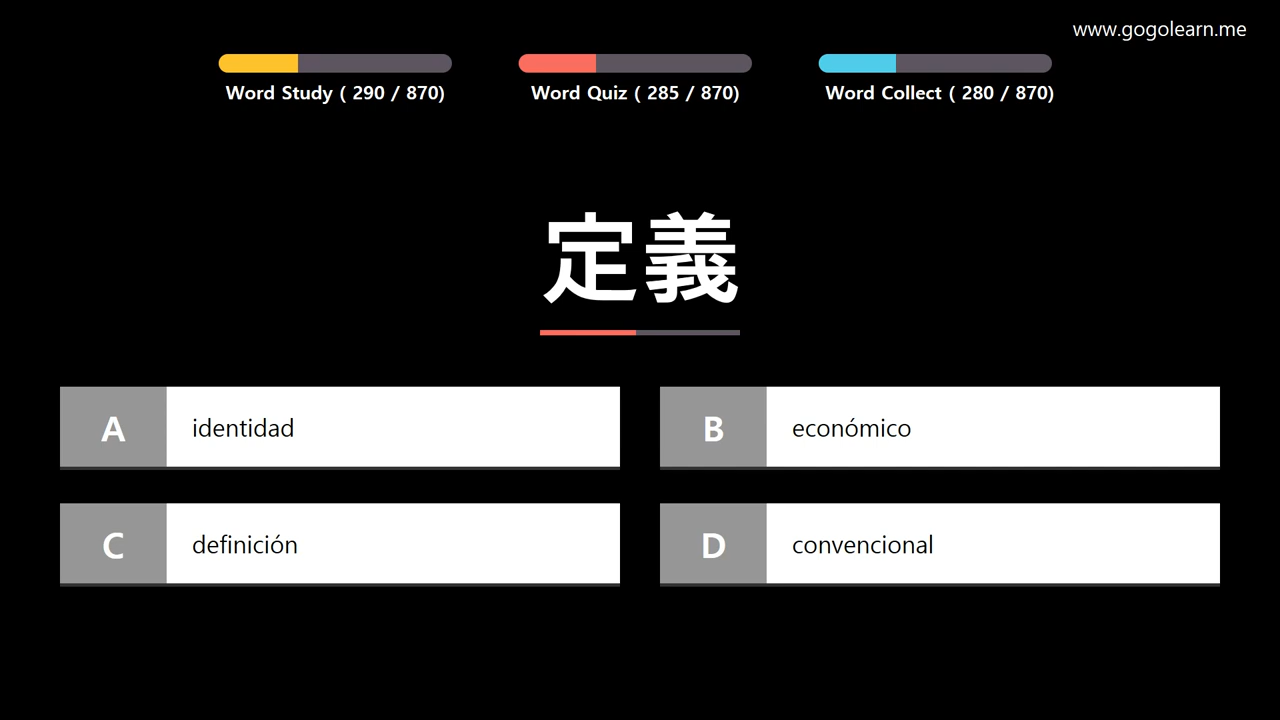 www.gogolearn.me
Word Study ( 290 / 870)
Word Quiz ( 285 / 870)
Word Collect ( 280 / 870)
定義
A identidad
B económico
C definición
D convencional